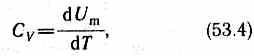 C_V = dU_m / dT, (53.4)